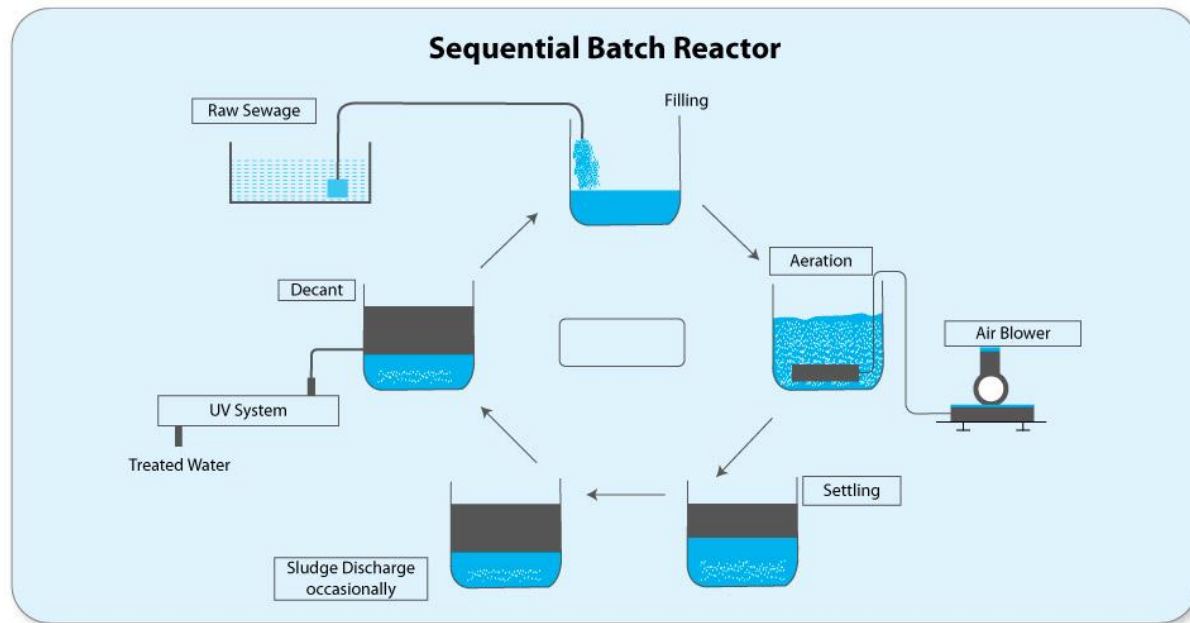 Sequential Batch Reactor
Raw Sewage
Filling
Aeration
Air Blower
Decant
UV System
Treated Water
Settling
Sludge Discharge
occasionally